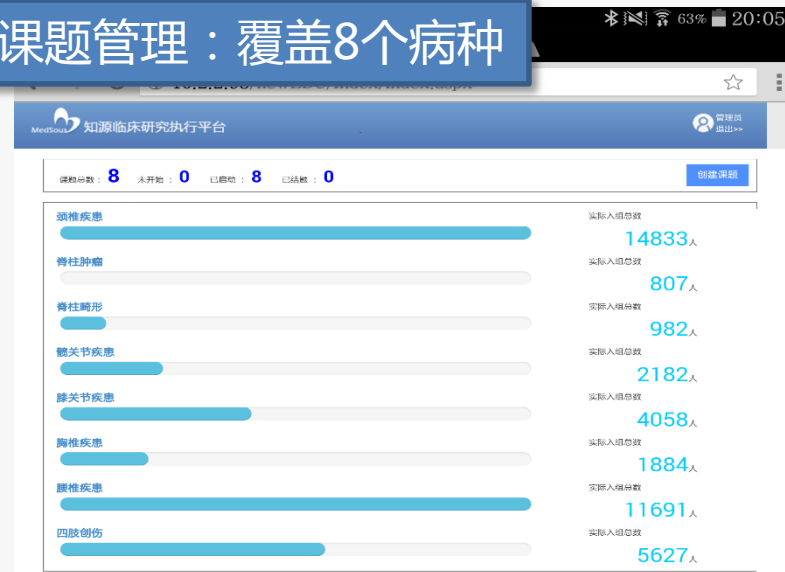 课题管理：覆盖8个病种
63% 20:05
MedSous 知源临床研究执行平台
管理员
退出>>
课题总数： 8 未开始： 0 已启动： 8 已结题： 0
创建课题
颈椎疾患
实际入组总数
14833人
脊柱肿瘤
实际入组总数
807人
脊柱畸形
实际入组总数
982人
髋关节疾患
实际入组总数
2182人
膝关节疾患
实际入组总数
4058人
胸椎疾患
实际入组总数
1884人
腰椎疾患
实际入组总数
11691人
四肢创伤
实际入组总数
5627人